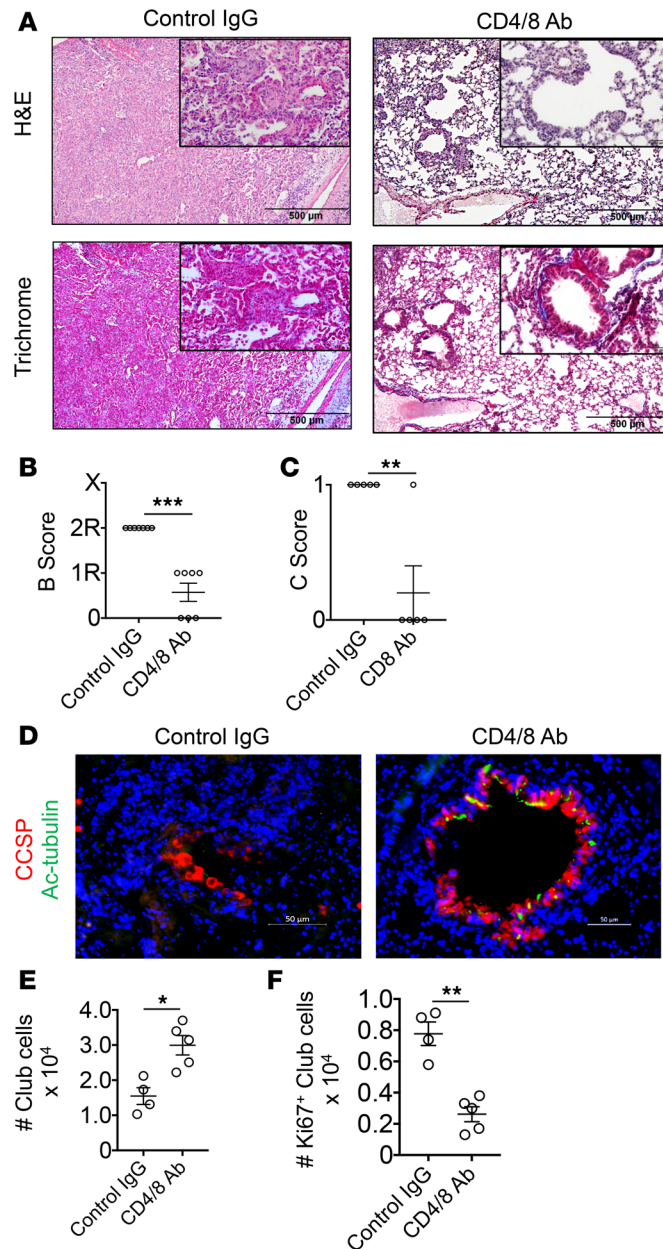 A
Control IgG
CD4/8 Ab
H&E
500 µm
500 µm
Trichrome
500 µm
500 µm
B
B Score
X
2R
1R
0
***
Control IgG
CD4/8 Ab
C
C Score
1
0
**
Control IgG
CD8 Ab
D
Control IgG
CD4/8 Ab
CCSP
Ac-tubulin
50 µm
50 µm
E
# Club cells
x 10⁴
4.0
3.0
2.0
1.0
0
*
Control IgG
CD4/8 Ab
F
# Ki67⁺ Club cells
x 10⁴
1.0
0.8
0.6
0.4
0.2
0
**
Control IgG
CD4/8 Ab